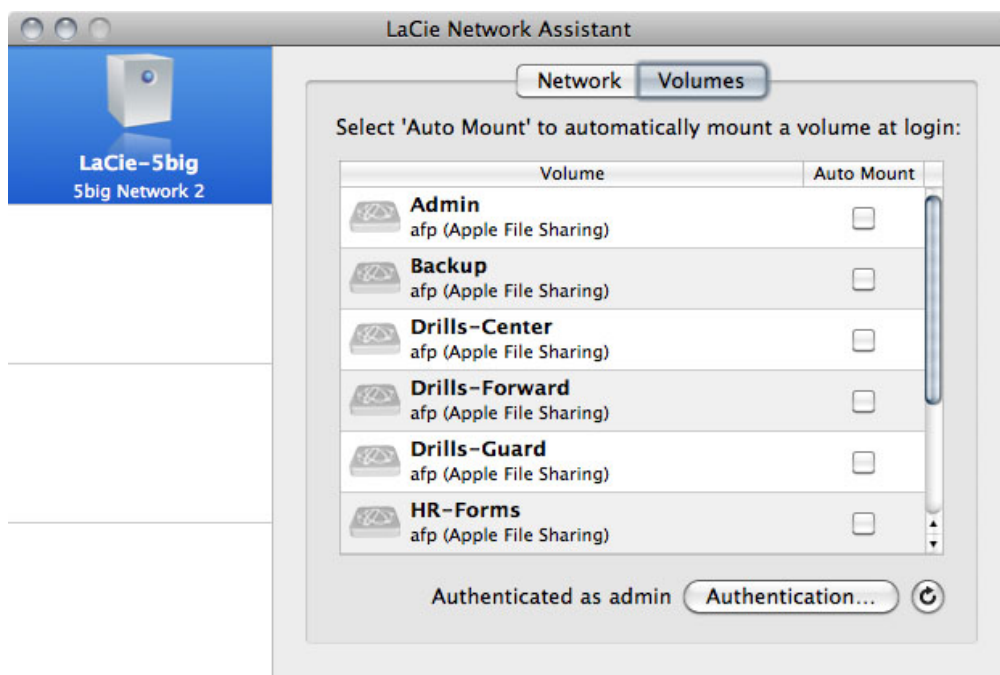 LaCie Network Assistant
LaCie-5big
5big Network 2
Network Volumes
Select 'Auto Mount' to automatically mount a volume at login:
Volume Auto Mount
Admin
afp (Apple File Sharing)
Backup
afp (Apple File Sharing)
Drills-Center
afp (Apple File Sharing)
Drills-Forward
afp (Apple File Sharing)
Drills-Guard
afp (Apple File Sharing)
HR-Forms
afp (Apple File Sharing)
Authenticated as admin Authentication...